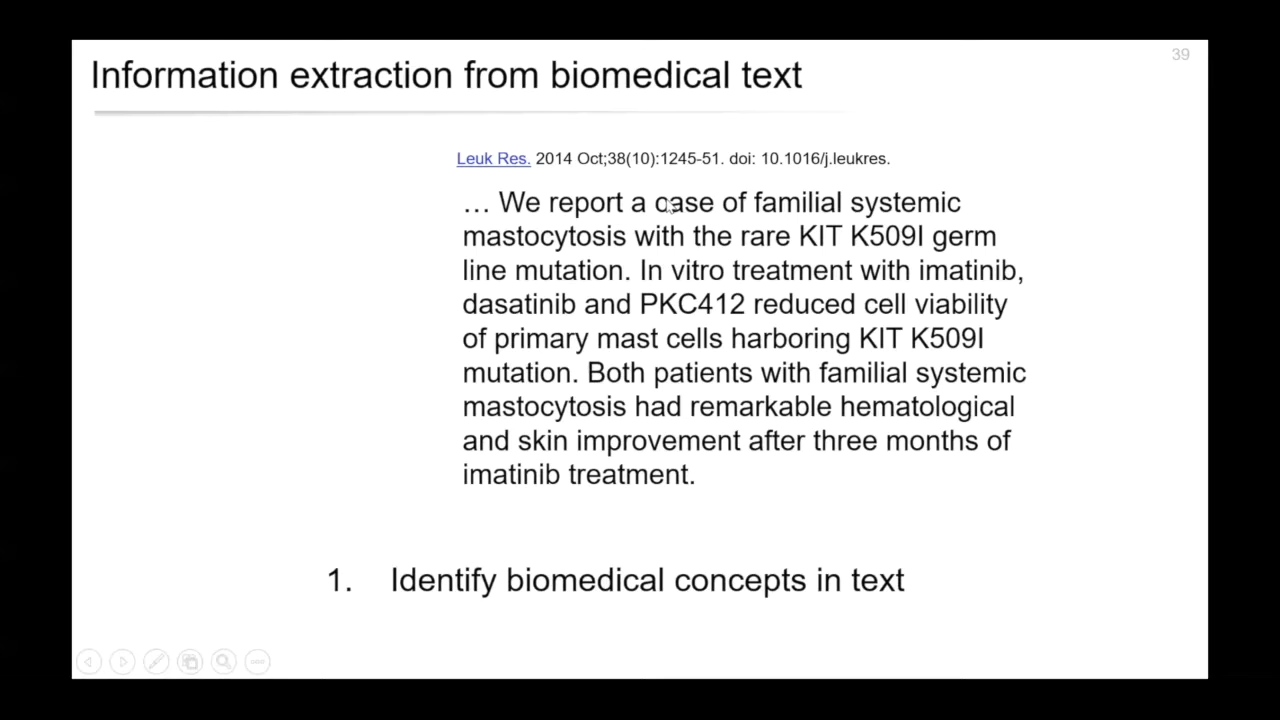 39
Information extraction from biomedical text
Leuk Res. 2014 Oct;38(10):1245-51. doi: 10.1016/j.leukres.
… We report a case of familial systemic
mastocytosis with the rare KIT K509I germ
line mutation. In vitro treatment with imatinib,
dasatinib and PKC412 reduced cell viability
of primary mast cells harboring KIT K509I
mutation. Both patients with familial systemic
mastocytosis had remarkable hematological
and skin improvement after three months of
imatinib treatment.
1. Identify biomedical concepts in text